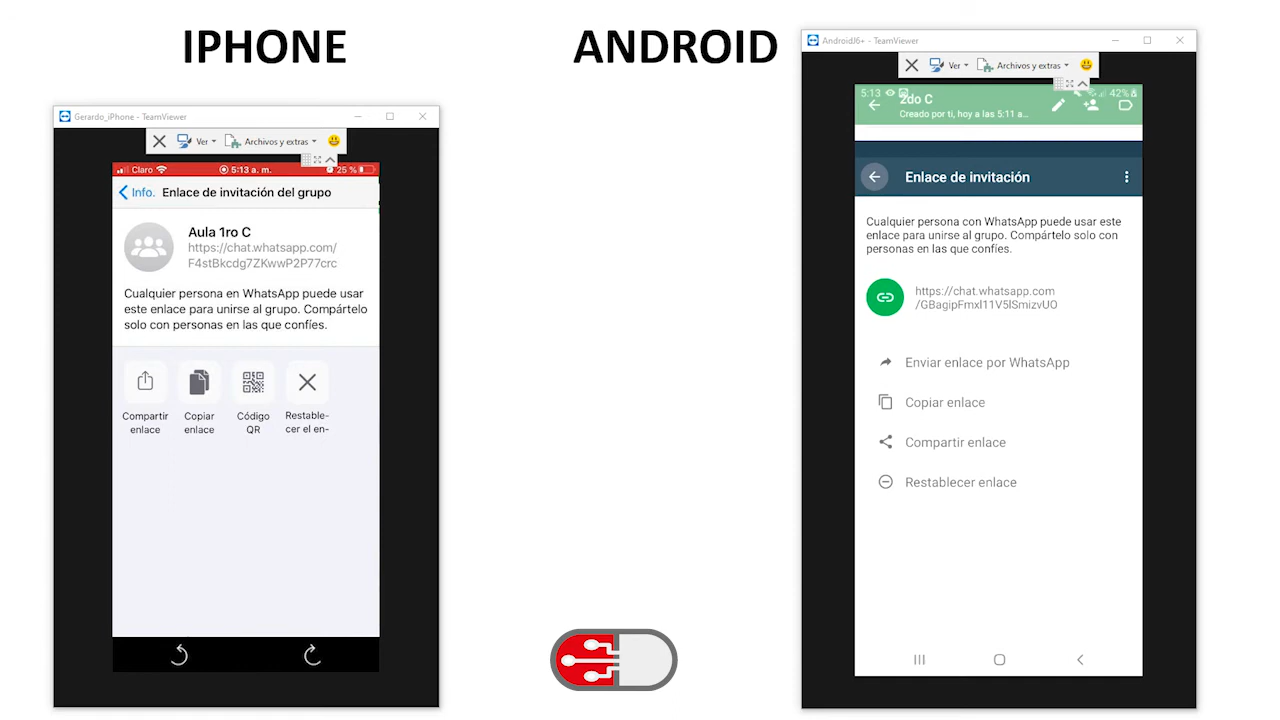 IPHONE
ANDROID
Gerardo_iPhone - TeamViewer
Ver
Archivos y extras
Claro
5:13 a. m.
25 %
Info.
Enlace de invitación del grupo
Aula 1ro C
https://chat.whatsapp.com/
F4stBkcdg7ZKwwP2P77crc
Cualquier persona en WhatsApp puede usar
este enlace para unirse al grupo. Compártelo
solo con personas en las que confíes.
Compartir
enlace
Copiar
enlace
Código
QR
Restable-
cer el en-
AndroidJ6+ - TeamViewer
Ver
Archivos y extras
5:13
42%
2do C
Creado por ti, hoy a las 5:11 a...
Enlace de invitación
Cualquier persona con WhatsApp puede usar este
enlace para unirse al grupo. Compártelo solo con
personas en las que confíes.
https://chat.whatsapp.com
/GBagipFmxI11V5lSmizvUO
Enviar enlace por WhatsApp
Copiar enlace
Compartir enlace
Restablecer enlace